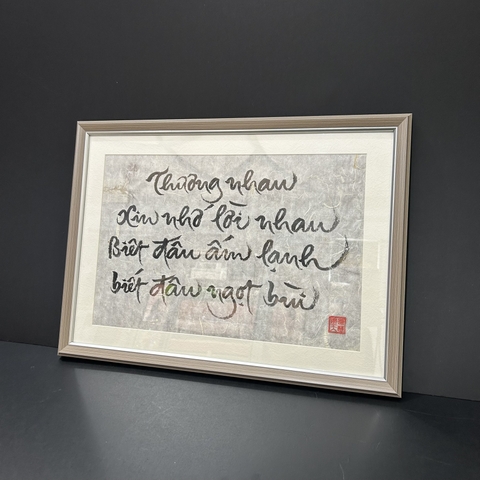 Thương nhau
xin nhớ lời nhau
Biết đâu ấm lạnh
biết đâu ngọt bùi